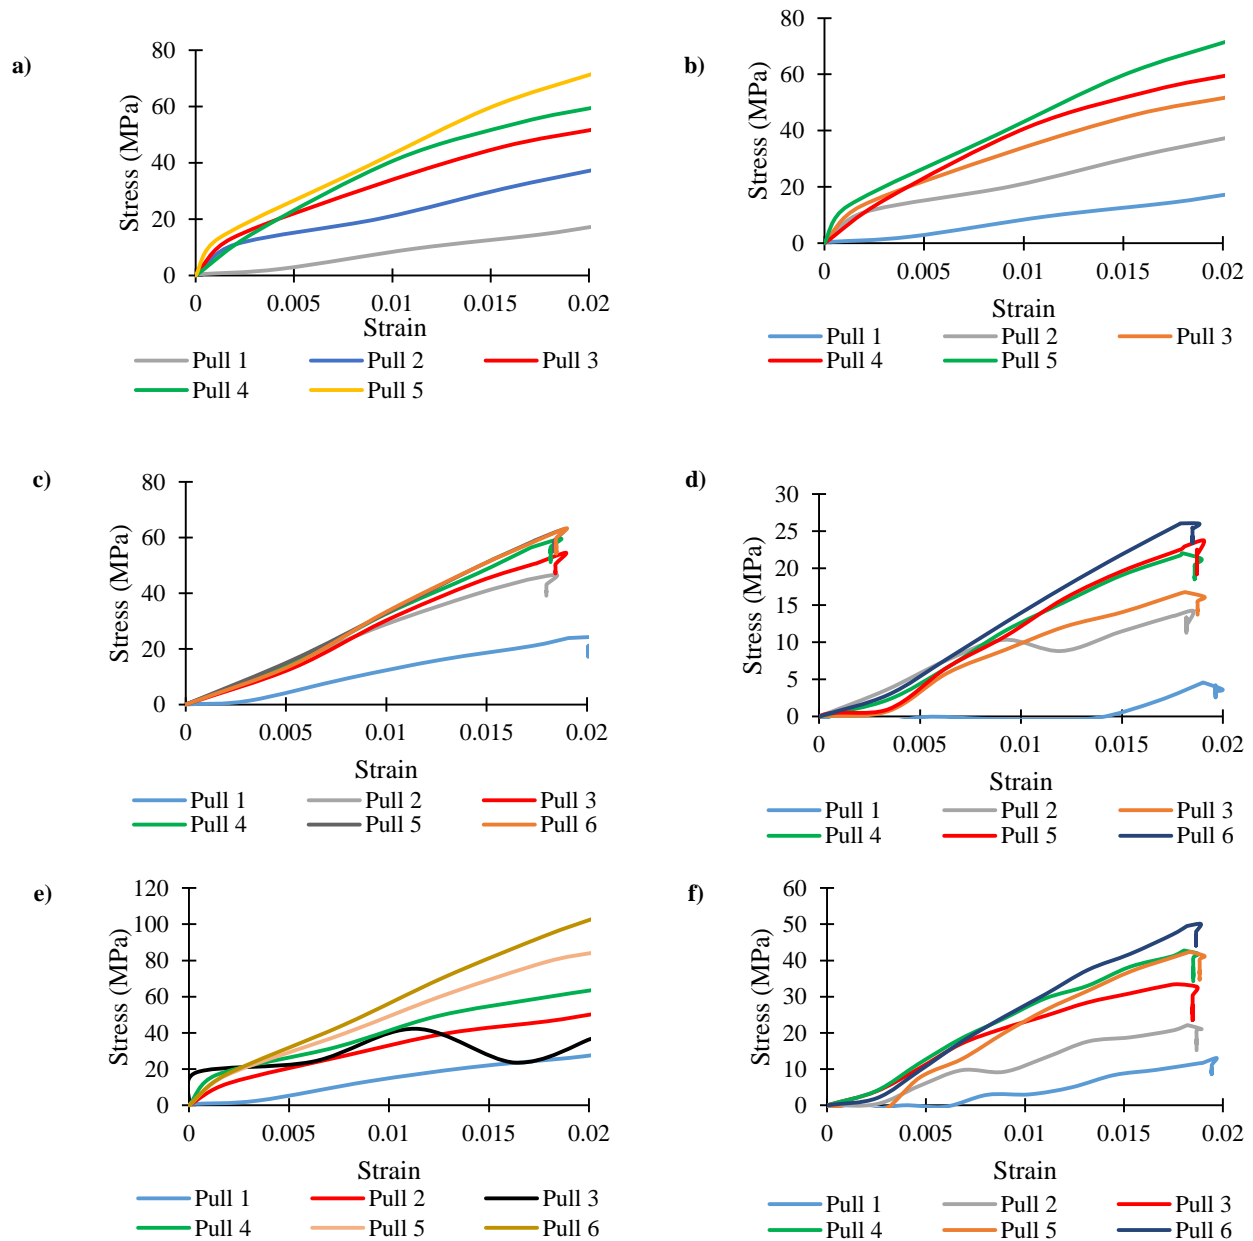 a)
Stress (MPa)
80
60
40
20
0
0 0.005 0.01 0.015 0.02
Strain
Pull 1 Pull 2 Pull 3
Pull 4 Pull 5
b)
Stress (MPa)
80
60
40
20
0
0 0.005 0.01 0.015 0.02
Strain
Pull 1 Pull 2 Pull 3
Pull 4 Pull 5
c)
Stress (MPa)
80
60
40
20
0
0 0.005 0.01 0.015 0.02
Strain
Pull 1 Pull 2 Pull 3
Pull 4 Pull 5 Pull 6
d)
Stress (MPa)
30
25
20
15
10
5
0
0 0.005 0.01 0.015 0.02
Strain
Pull 1 Pull 2 Pull 3
Pull 4 Pull 5 Pull 6
e)
Stress (MPa)
120
100
80
60
40
20
0
0 0.005 0.01 0.015 0.02
Strain
Pull 1 Pull 2 Pull 3
Pull 4 Pull 5 Pull 6
f)
Stress (MPa)
60
50
40
30
20
10
0
0 0.005 0.01 0.015 0.02
Strain
Pull 1 Pull 2 Pull 3
Pull 4 Pull 5 Pull 6